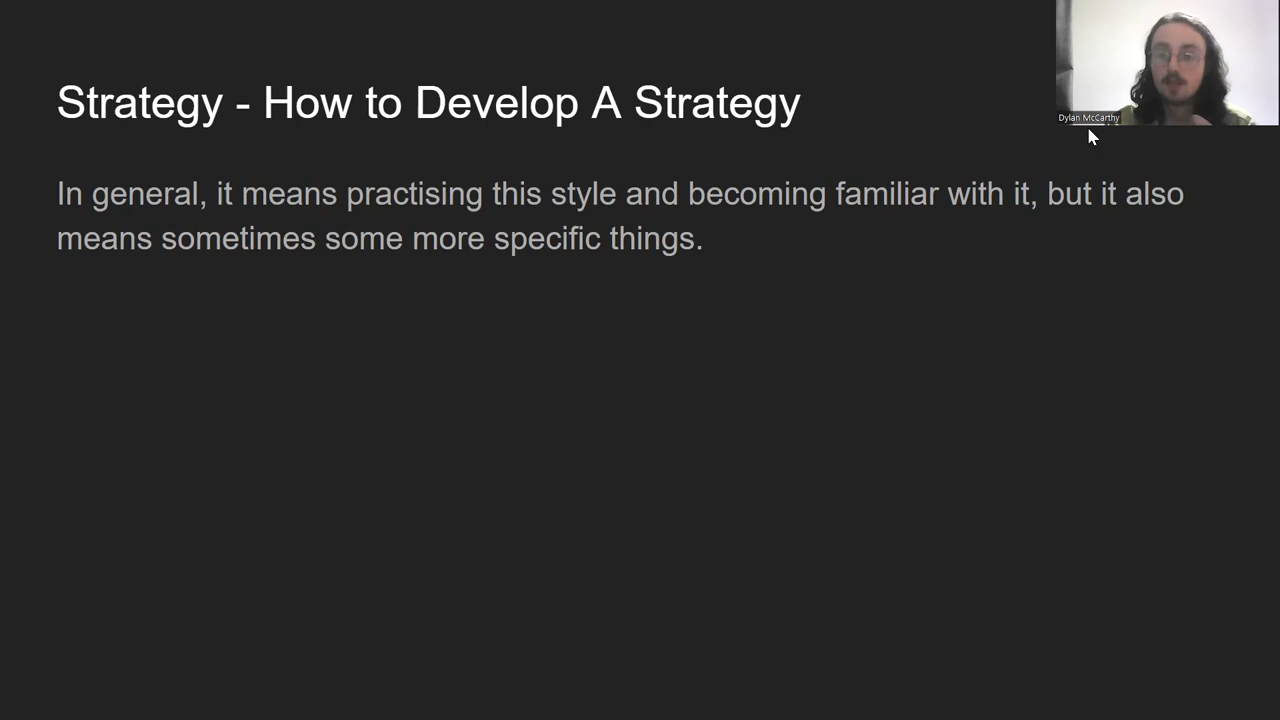 Strategy - How to Develop A Strategy
Dylan McCarthy
In general, it means practising this style and becoming familiar with it, but it also
means sometimes some more specific things.